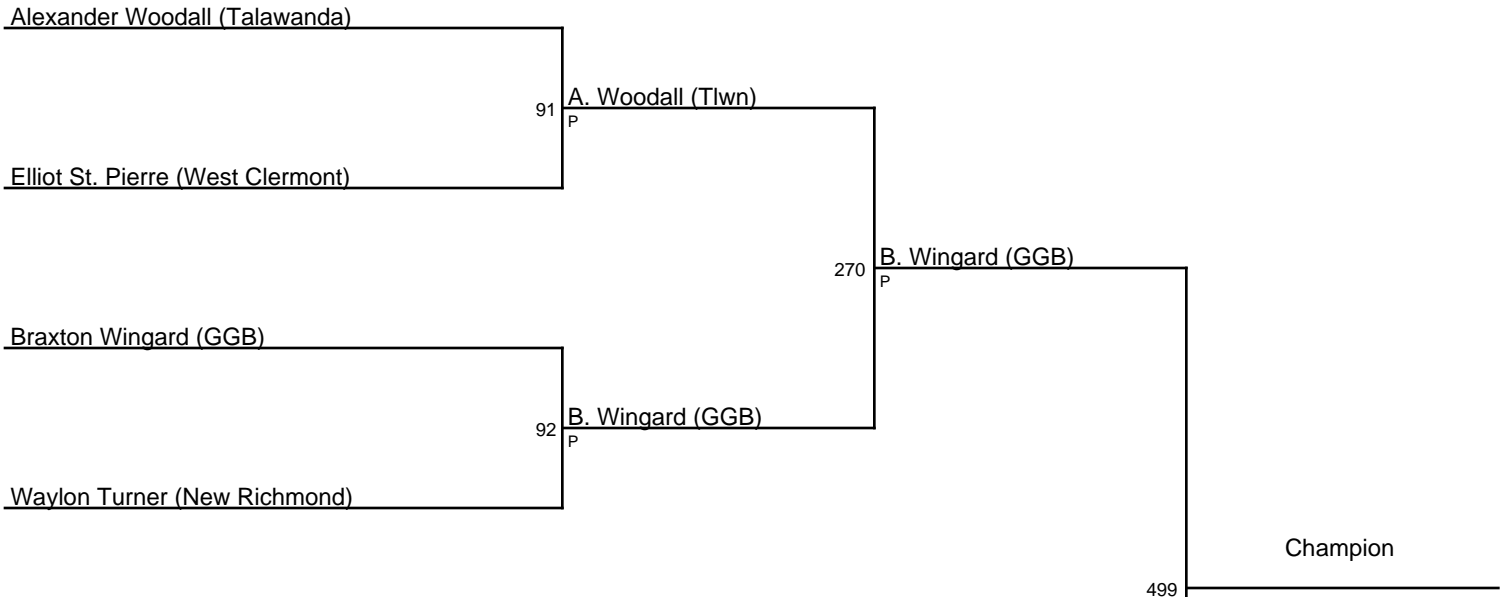 Alexander Woodall (Talawanda)
91
A. Woodall (Tlwn)
P
Elliot St. Pierre (West Clermont)
270
B. Wingard (GGB)
P
Braxton Wingard (GGB)
92
B. Wingard (GGB)
P
Waylon Turner (New Richmond)
Champion
499